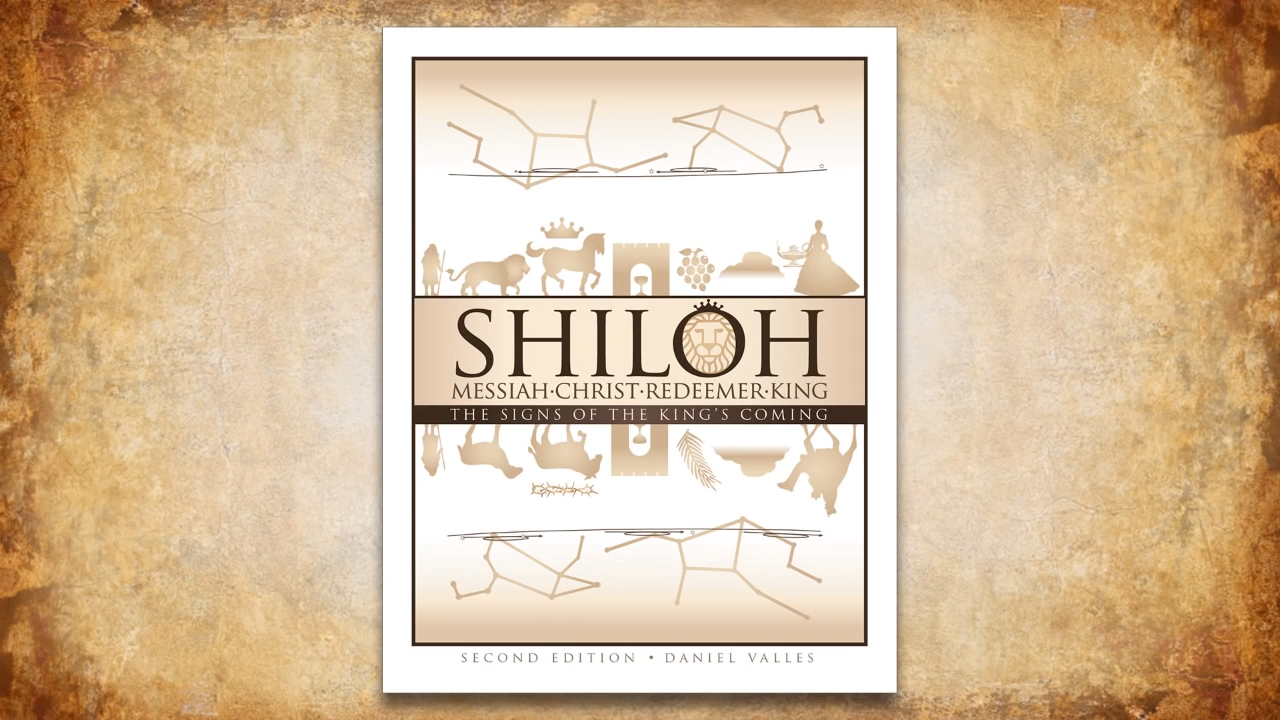 SHILOH
MESSIAH·CHRIST·REDEEMER·KING
THE SIGNS OF THE KING'S COMING
SECOND EDITION • DANIEL VALLES